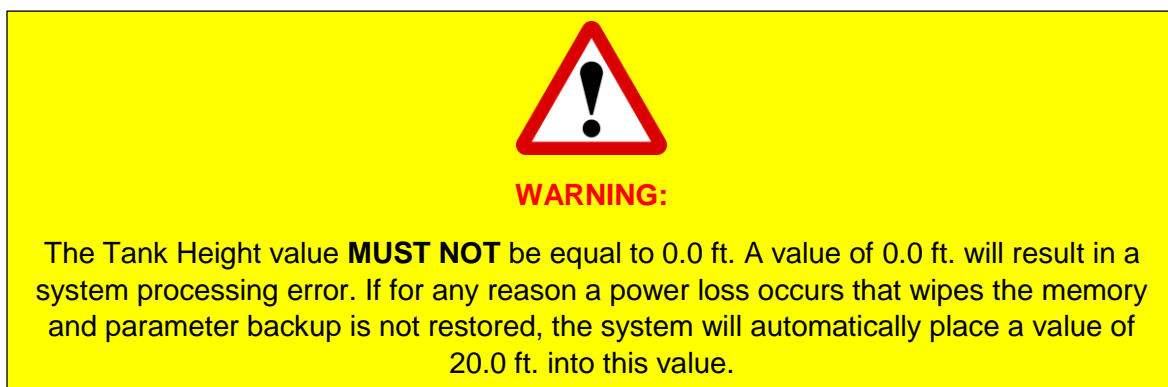 WARNING:
The Tank Height value MUST NOT be equal to 0.0 ft. A value of 0.0 ft. will result in a
system processing error. If for any reason a power loss occurs that wipes the memory
and parameter backup is not restored, the system will automatically place a value of
20.0 ft. into this value.